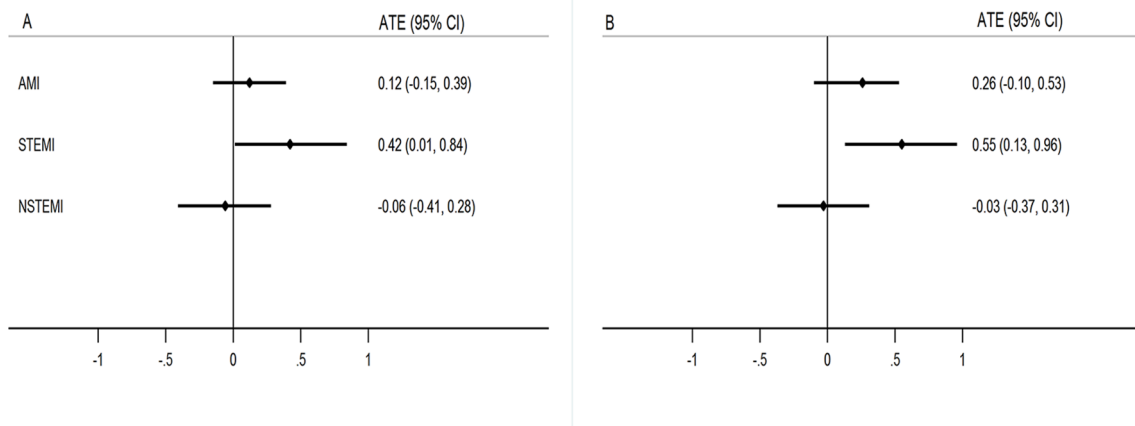 A ATE (95% CI)
AMI 0.12 (-0.15, 0.39)
STEMI 0.42 (0.01, 0.84)
NSTEMI -0.06 (-0.41, 0.28)
-1 -.5 0 .5 1
B ATE (95% CI)
0.26 (-0.10, 0.53)
0.55 (0.13, 0.96)
-0.03 (-0.37, 0.31)
-1 -.5 0 .5 1